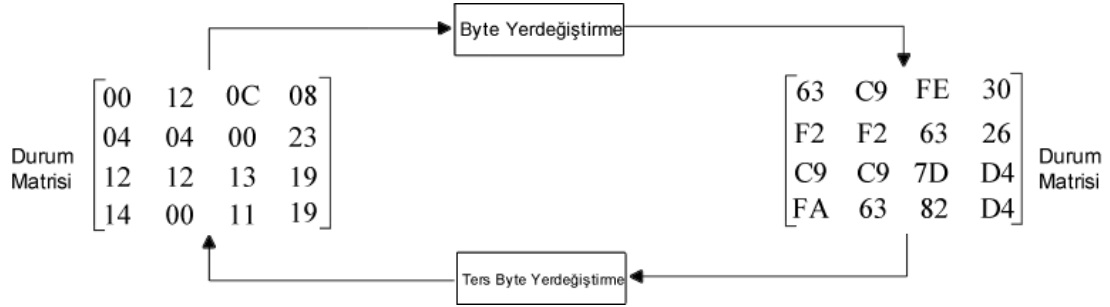 Byte Yerdeğiştirme
00 12 0C 08
04 04 00 23
12 12 13 19
14 00 11 19
Durum
Matrisi
63 C9 FE 30
F2 F2 63 26
C9 C9 7D D4
FA 63 82 D4
Durum
Matrisi
Ters Byte Yerdeğiştirme